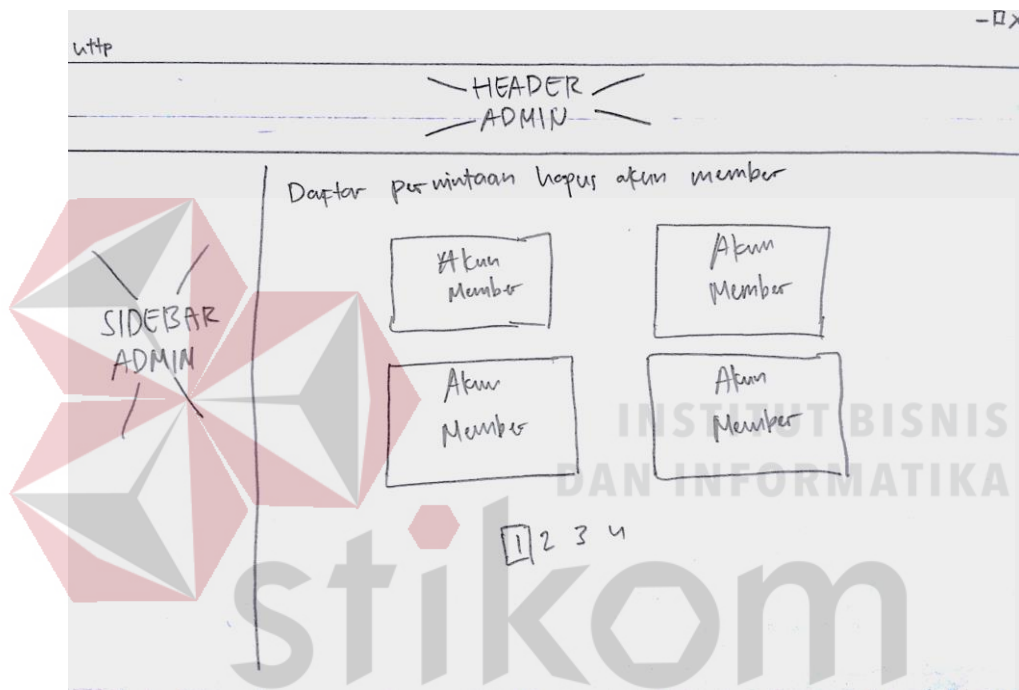 http
HEADER
ADMIN
Daftar permintaan hapus akun member
Akun
Member
Akun
Member
SIDEBAR
ADMIN
Akun
Member
Akun
Member
INSTITUT BISNIS
DAN INFORMATIKA
1 2 3 4
stikom